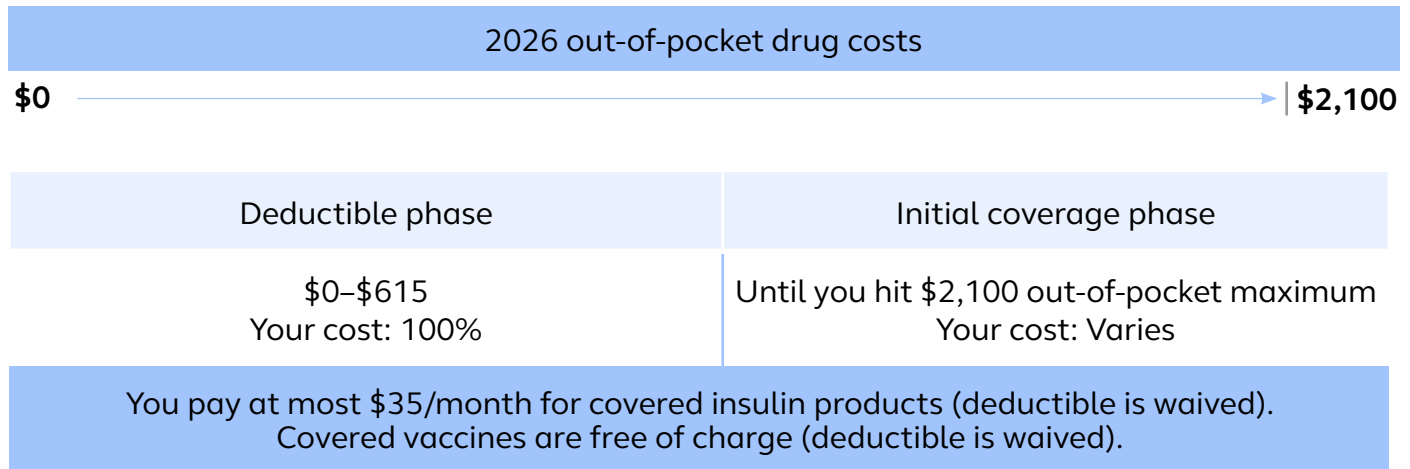 2026 out-of-pocket drug costs
$0
$2,100
Deductible phase
Initial coverage phase
$0–$615
Your cost: 100%
Until you hit $2,100 out-of-pocket maximum
Your cost: Varies
You pay at most $35/month for covered insulin products (deductible is waived).
Covered vaccines are free of charge (deductible is waived).